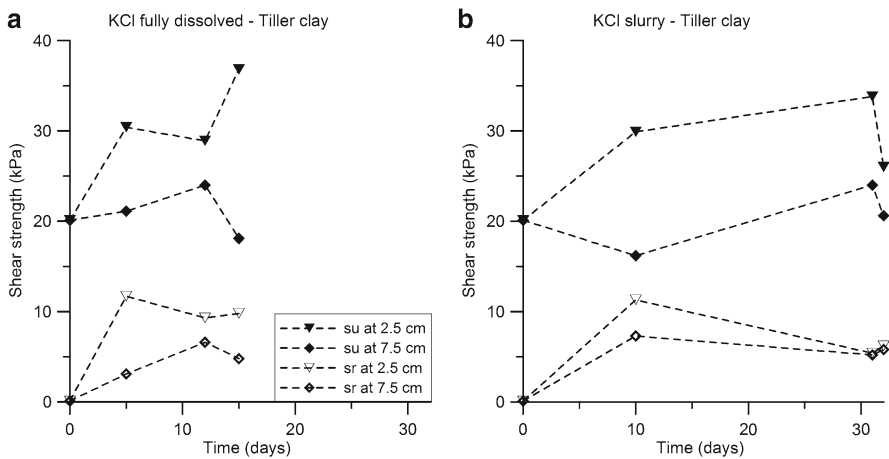 a
KCl fully dissolved - Tiller clay
40
30
20
10
0
Shear strength (kPa)
0
10
20
30
Time (days)
su at 2.5 cm
su at 7.5 cm
sr at 2.5 cm
sr at 7.5 cm
b
KCl slurry - Tiller clay
40
30
20
10
0
Shear strength (kPa)
0
10
20
30
Time (days)